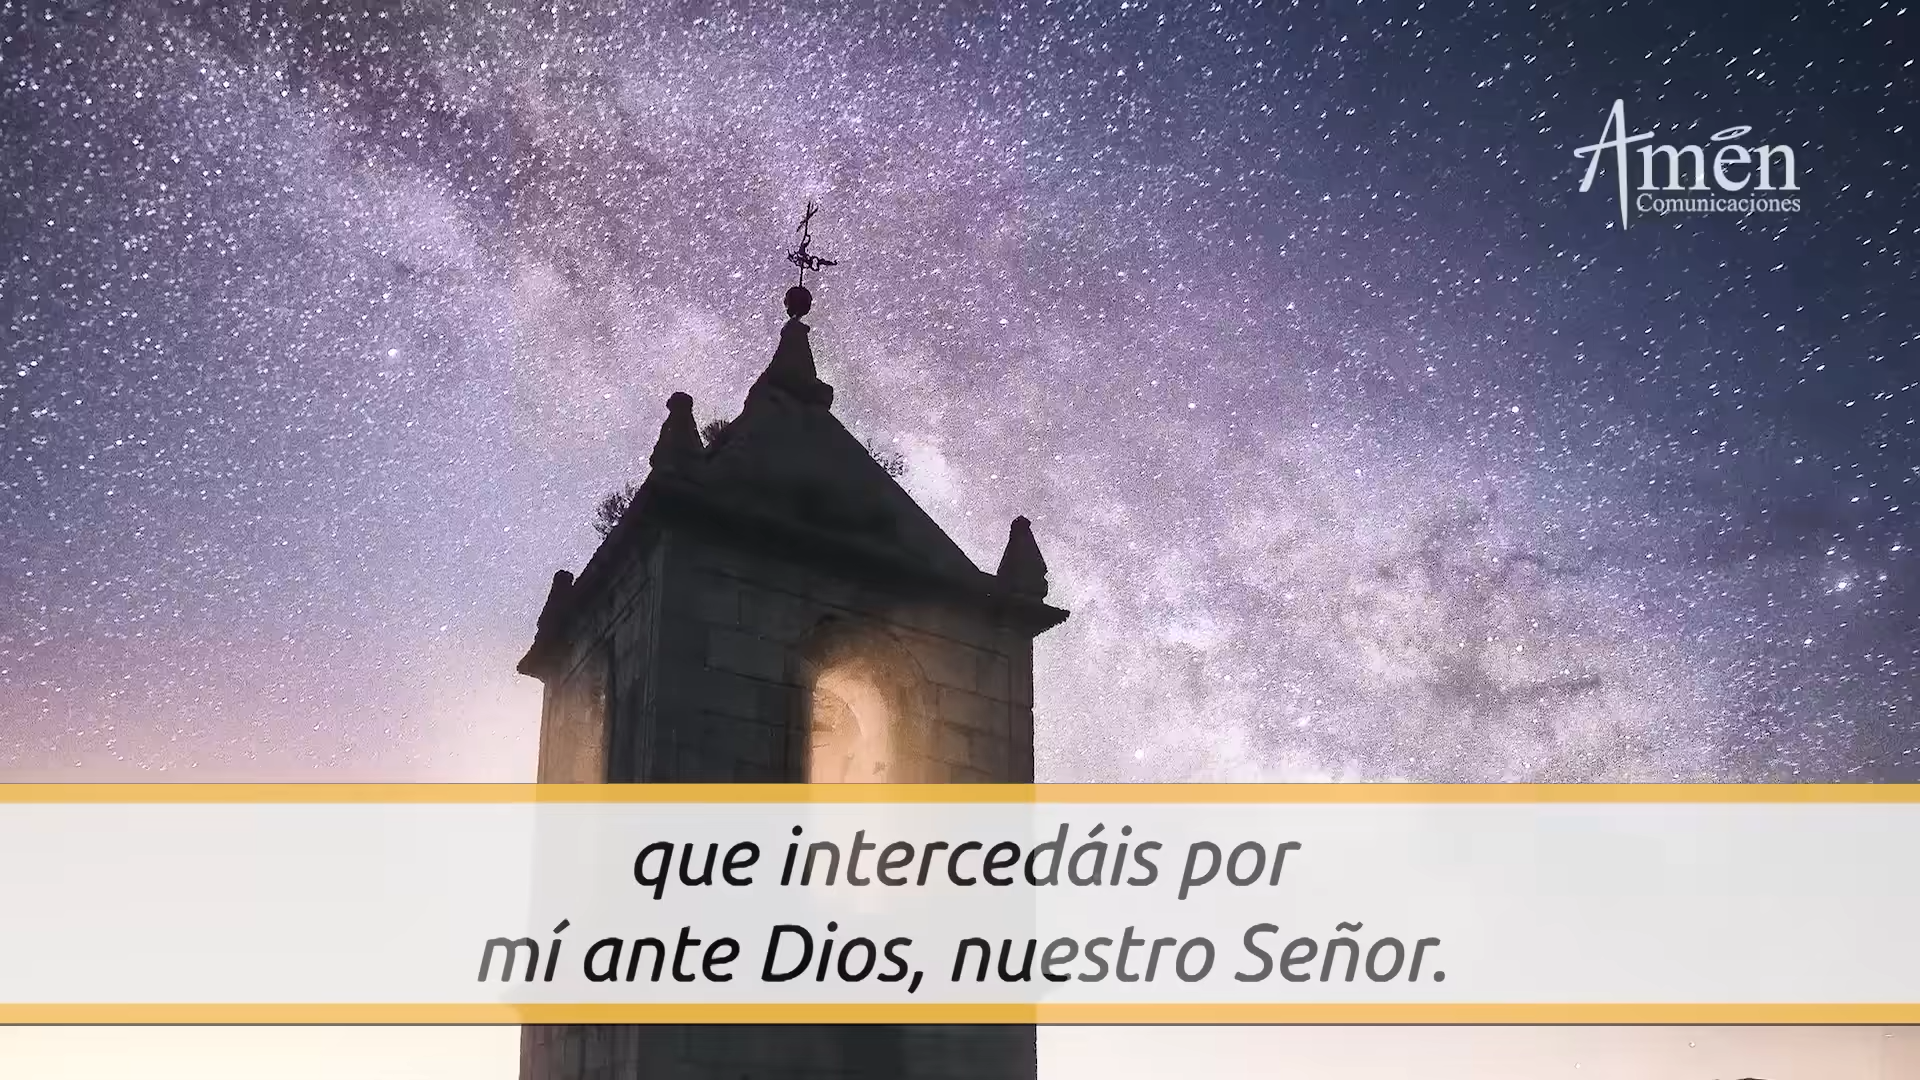 Amén
Comunicaciones
que intercedáis por
mí ante Dios, nuestro Señor.